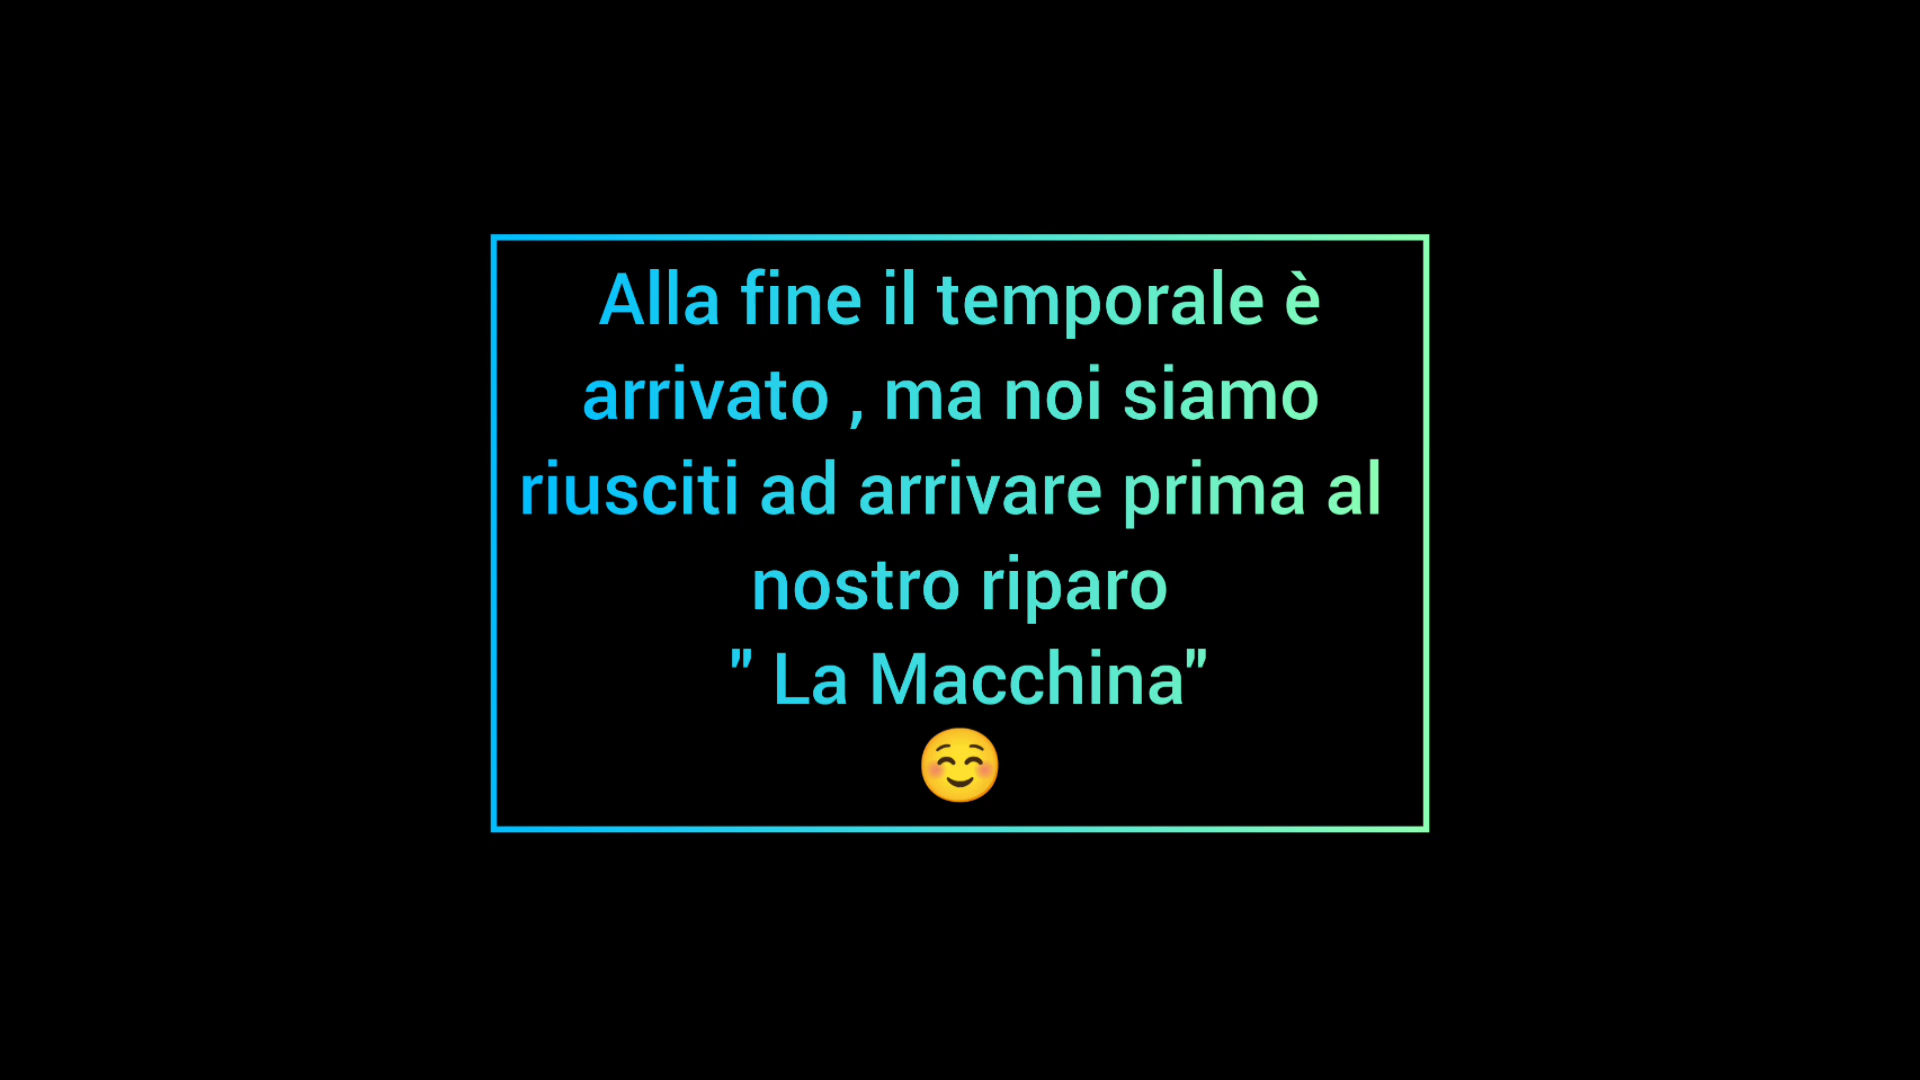 Alla fine il temporale è
arrivato , ma noi siamo
riusciti ad arrivare prima al
nostro riparo
" La Macchina"
☺️